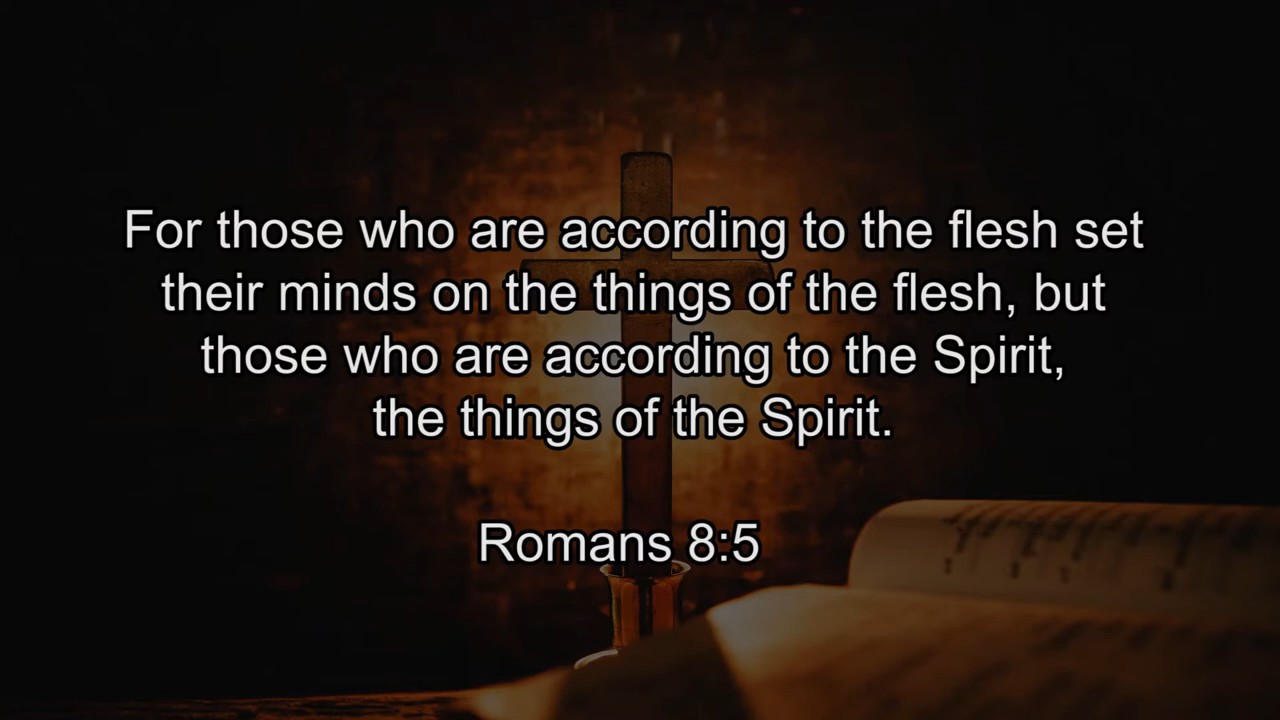 For those who are according to the flesh set
their minds on the things of the flesh, but
those who are according to the Spirit,
the things of the Spirit.
Romans 8:5